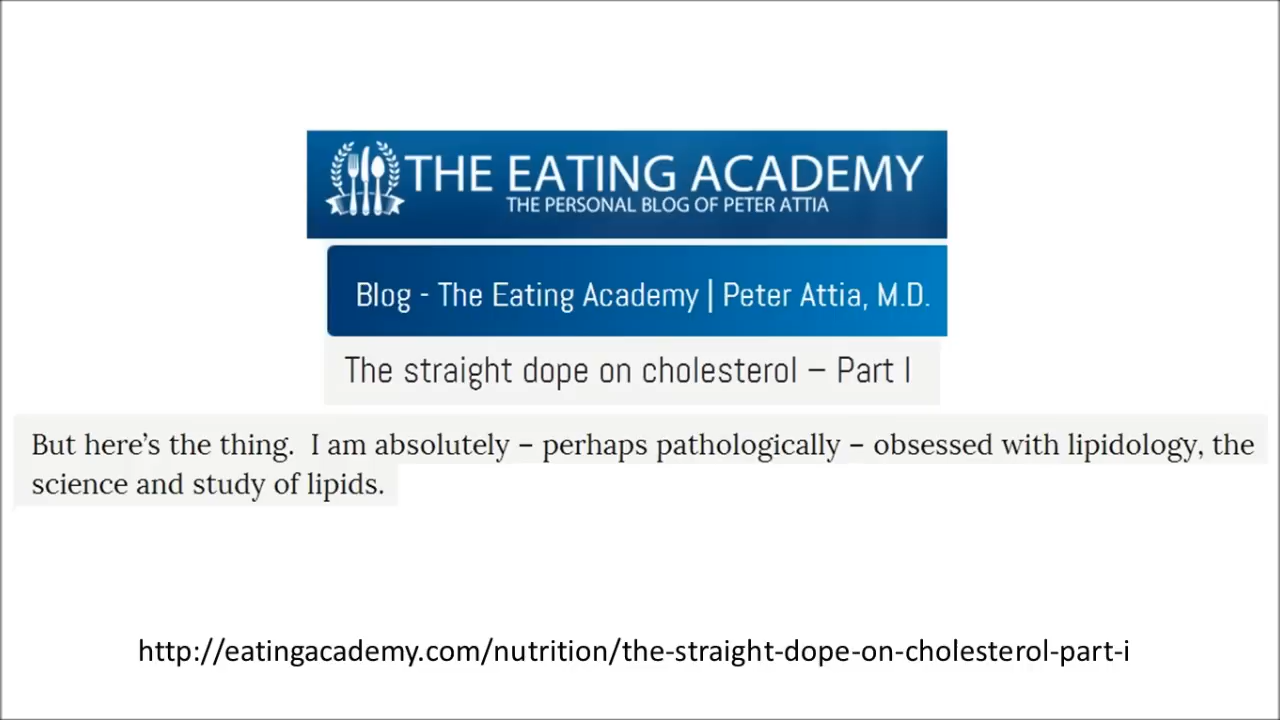 THE EATING ACADEMY
THE PERSONAL BLOG OF PETER ATTIA
Blog - The Eating Academy | Peter Attia, M.D.
The straight dope on cholesterol – Part I
But here’s the thing.  I am absolutely – perhaps pathologically – obsessed with lipidology, the
science and study of lipids.
http://eatingacademy.com/nutrition/the-straight-dope-on-cholesterol-part-i